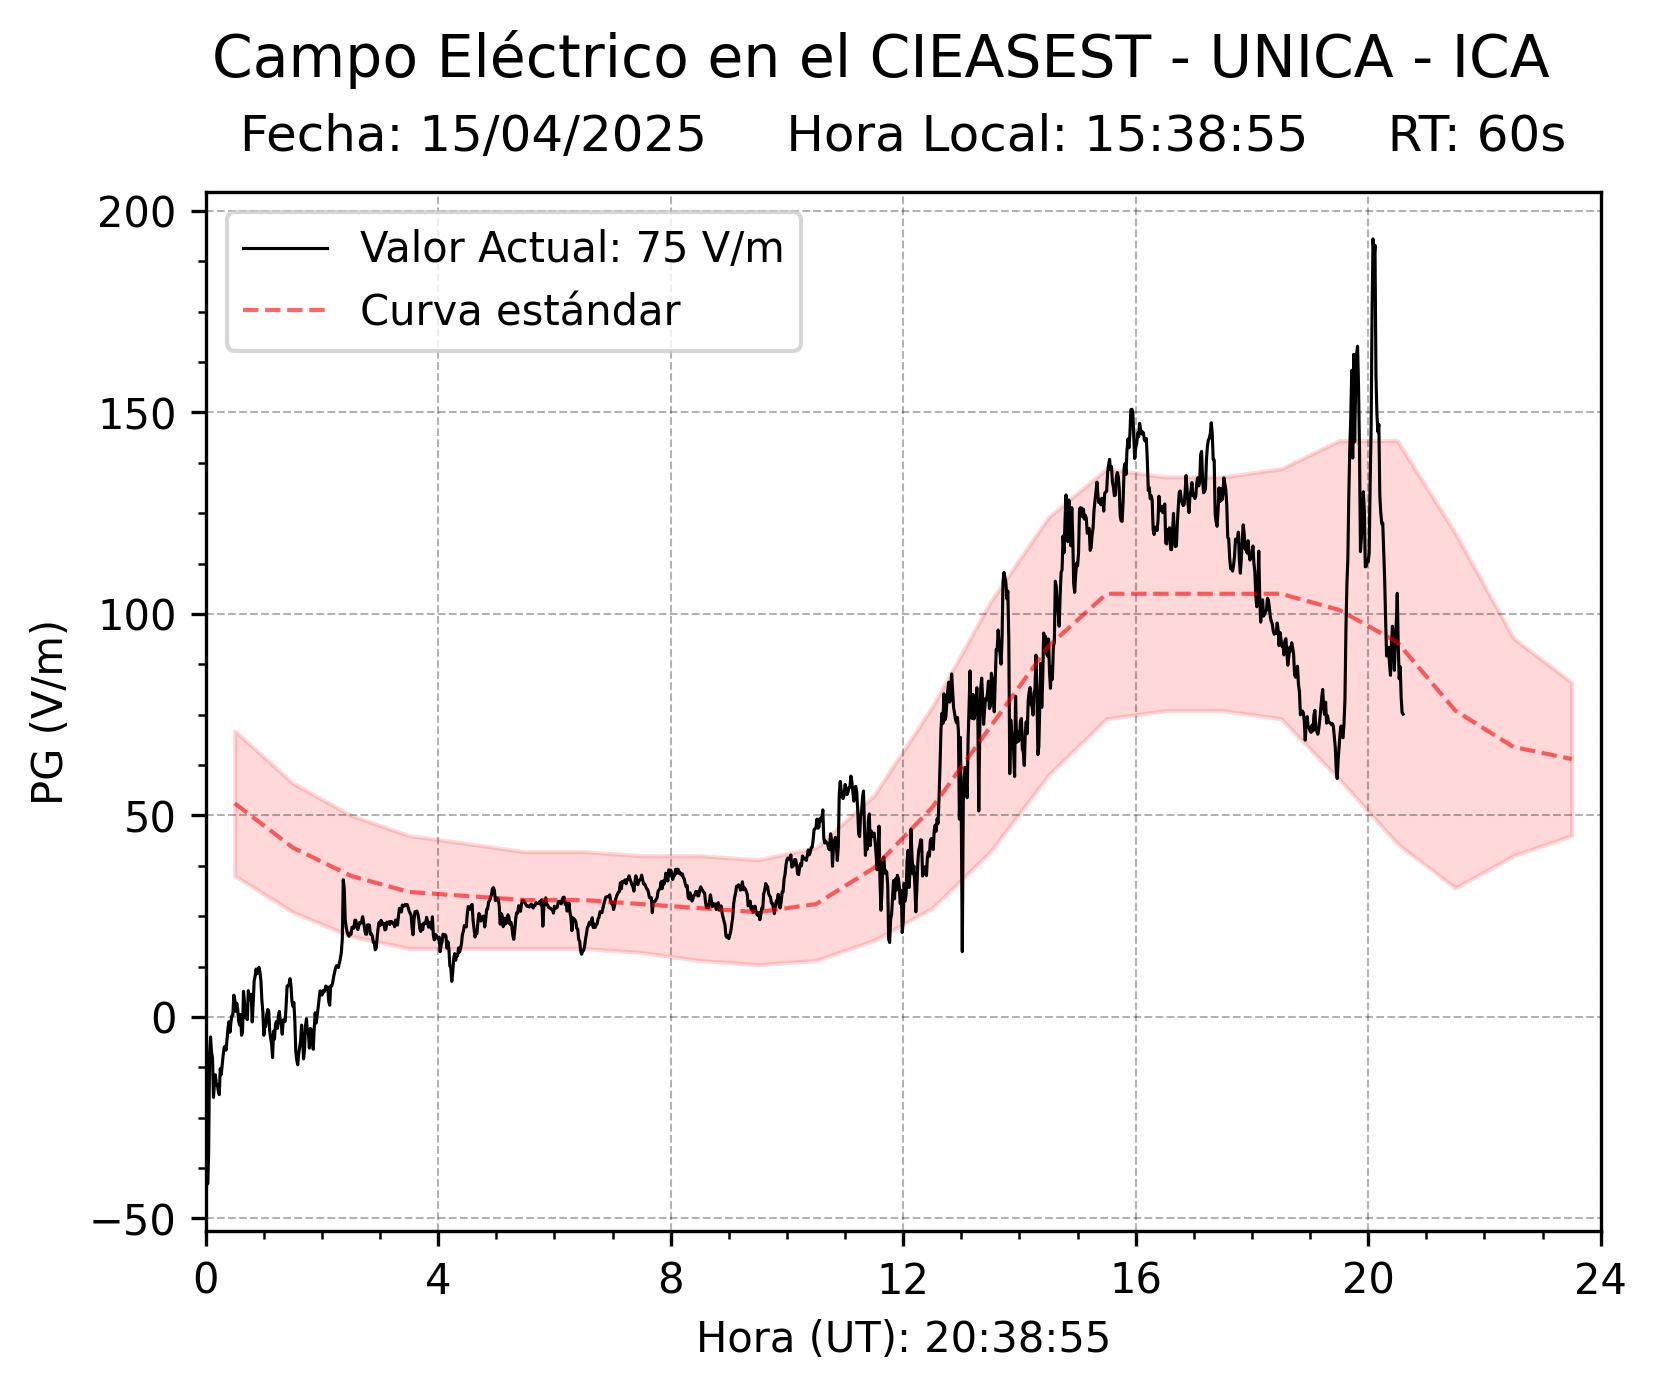 Campo Eléctrico en el CIEASEST - UNICA - ICA
Fecha: 15/04/2025 Hora Local: 15:38:55 RT: 60s
Valor Actual: 75 V/m
Curva estándar
200
150
100
50
0
−50
PG (V/m)
0 4 8 12 16 20 24
Hora (UT): 20:38:55